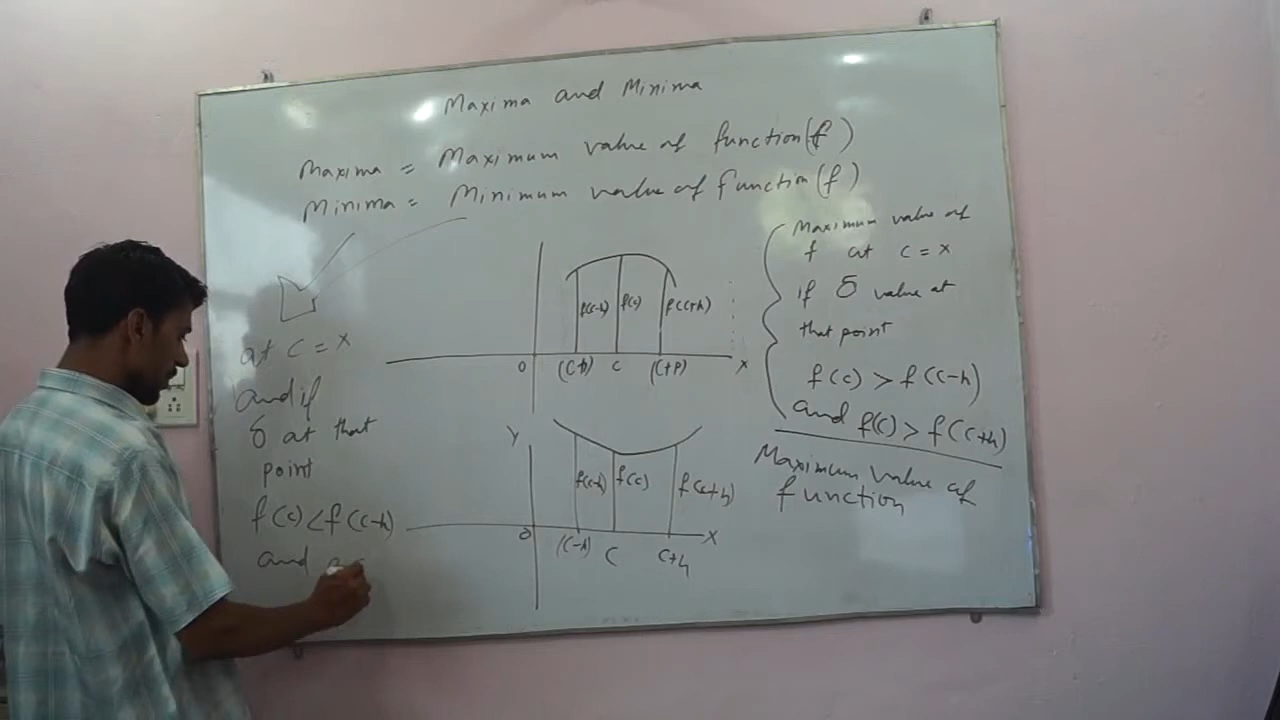 Maxima and Minima
Maxima = Maximum value of function(f)
Minima = Minimum value of function(f)
at c = x
and if
δ at that
point
f(c) < f(c-h)
and
f(c-h) f(c) f(c+h)
O C X
Y
f(c-h) f(c) f(c+h)
O (c-h) C c+h X
Maximum value of
f at c = x
if δ value at
that point
f(c) > f(c-h)
and f(c) > f(c+h)
Maximum value of
function